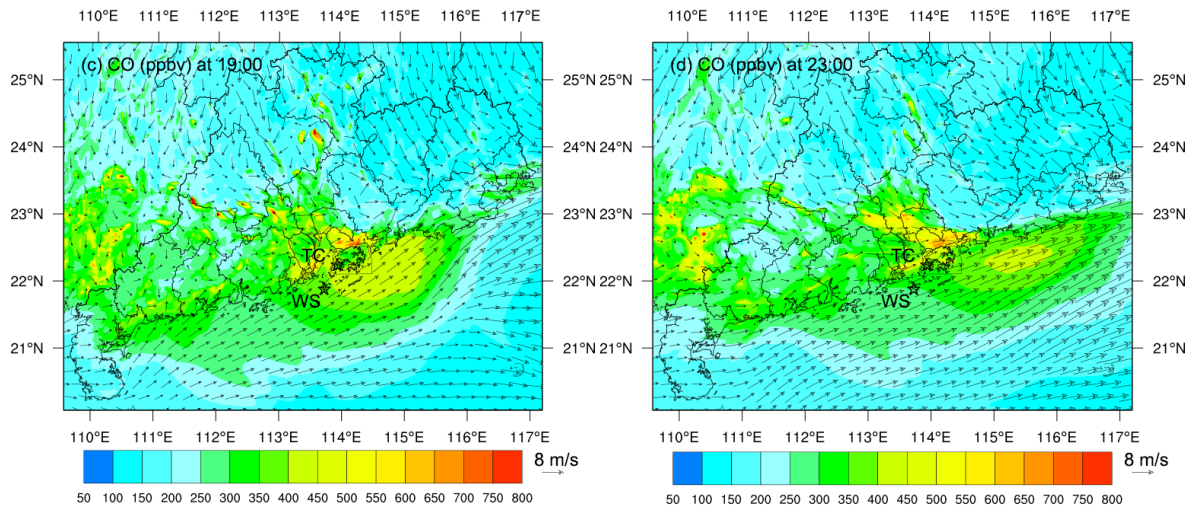 110°E 111°E 112°E 113°E 114°E 115°E 116°E 117°E
110°E 111°E 112°E 113°E 114°E 115°E 116°E 117°E
(c) CO (ppbv) at 19:00
(d) CO (ppbv) at 23:00
25°N 25°N 25°N
24°N 24°N 24°N
23°N 23°N 23°N
22°N 22°N 22°N
21°N 21°N 21°N
TC
WS
TC
WS
110°E 111°E 112°E 113°E 114°E 115°E 116°E 117°E
110°E 111°E 112°E 113°E 114°E 115°E 116°E 117°E
8 m/s
50 100 150 200 250 300 350 400 450 500 550 600 650 700 750 800
8 m/s
50 100 150 200 250 300 350 400 450 500 550 600 650 700 750 800